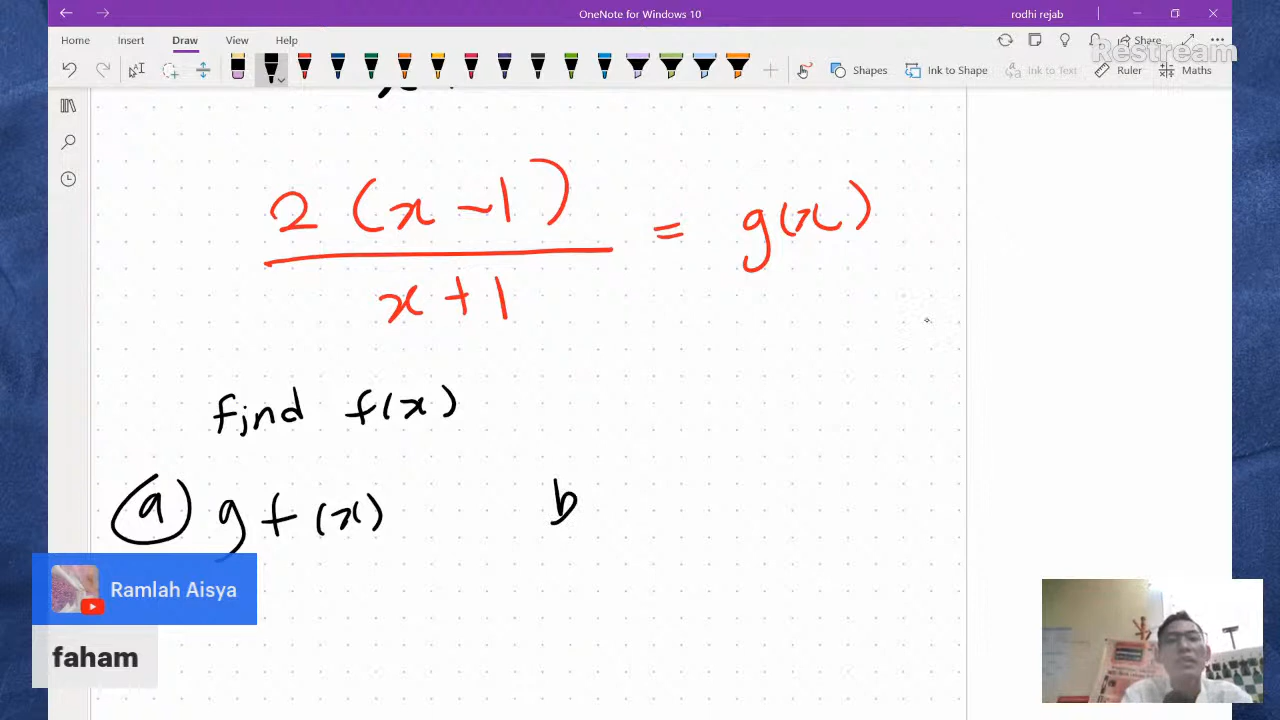 OneNote for Windows 10
rodhi rejab
Home Insert Draw View Help
Share
Restream
Shapes Ink to Shape Ink to Text Ruler Maths
2 (x - 1)
x + 1
= g(x)
find f(x)
a) g f (x) b
Ramlah Aisya
faham